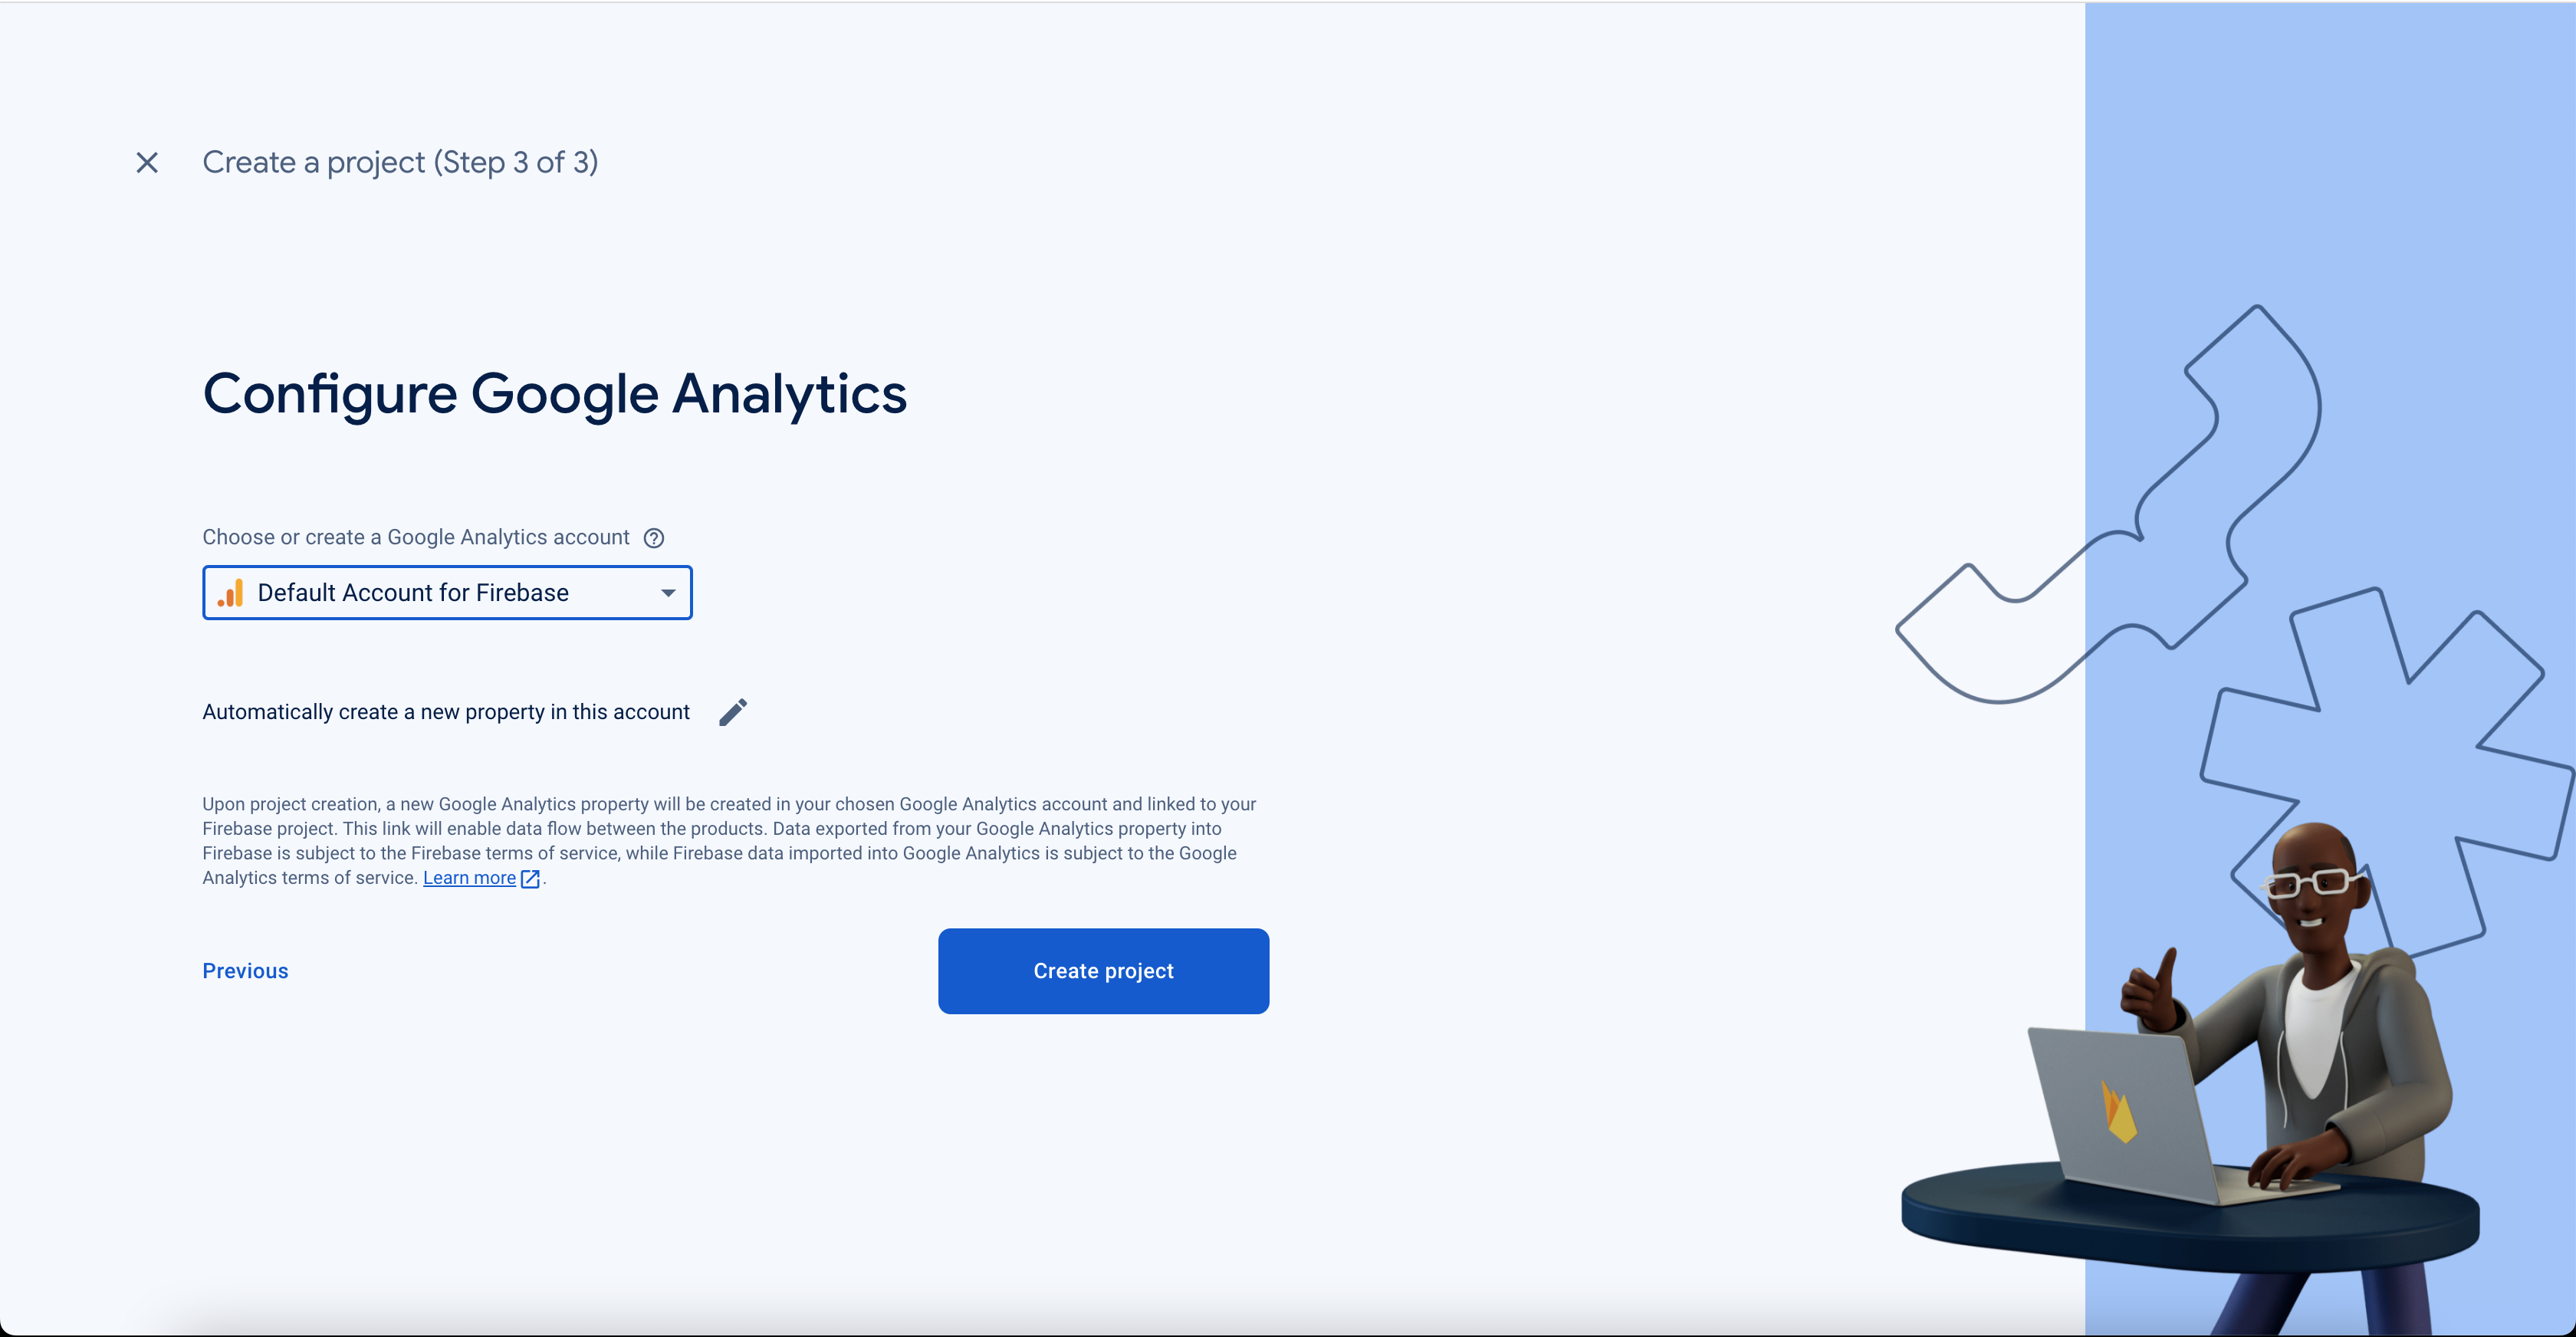 Create a project (Step 3 of 3)
Configure Google Analytics
Choose or create a Google Analytics account
Default Account for Firebase
Automatically create a new property in this account
Upon project creation, a new Google Analytics property will be created in your chosen Google Analytics account and linked to your
Firebase project. This link will enable data flow between the products. Data exported from your Google Analytics property into
Firebase is subject to the Firebase terms of service, while Firebase data imported into Google Analytics is subject to the Google
Analytics terms of service. Learn more.
Previous
Create project